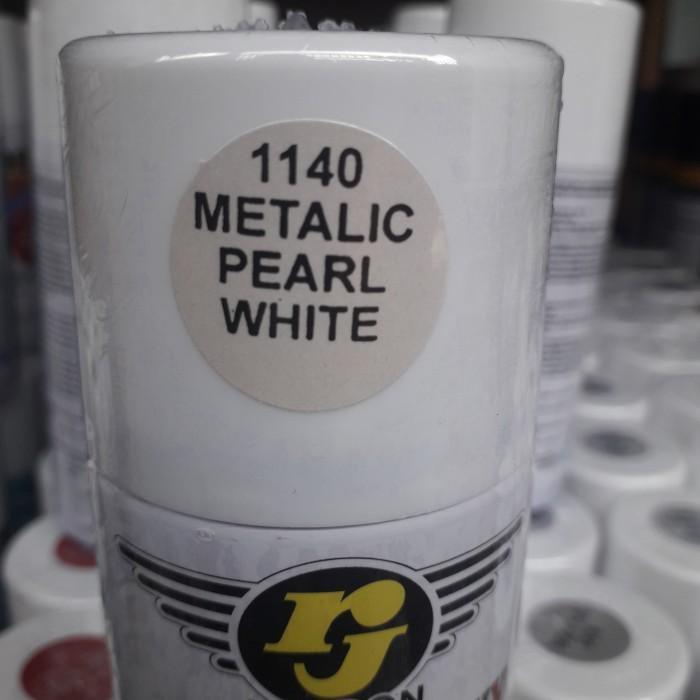 1140
METALIC
PEARL
WHITE
rj